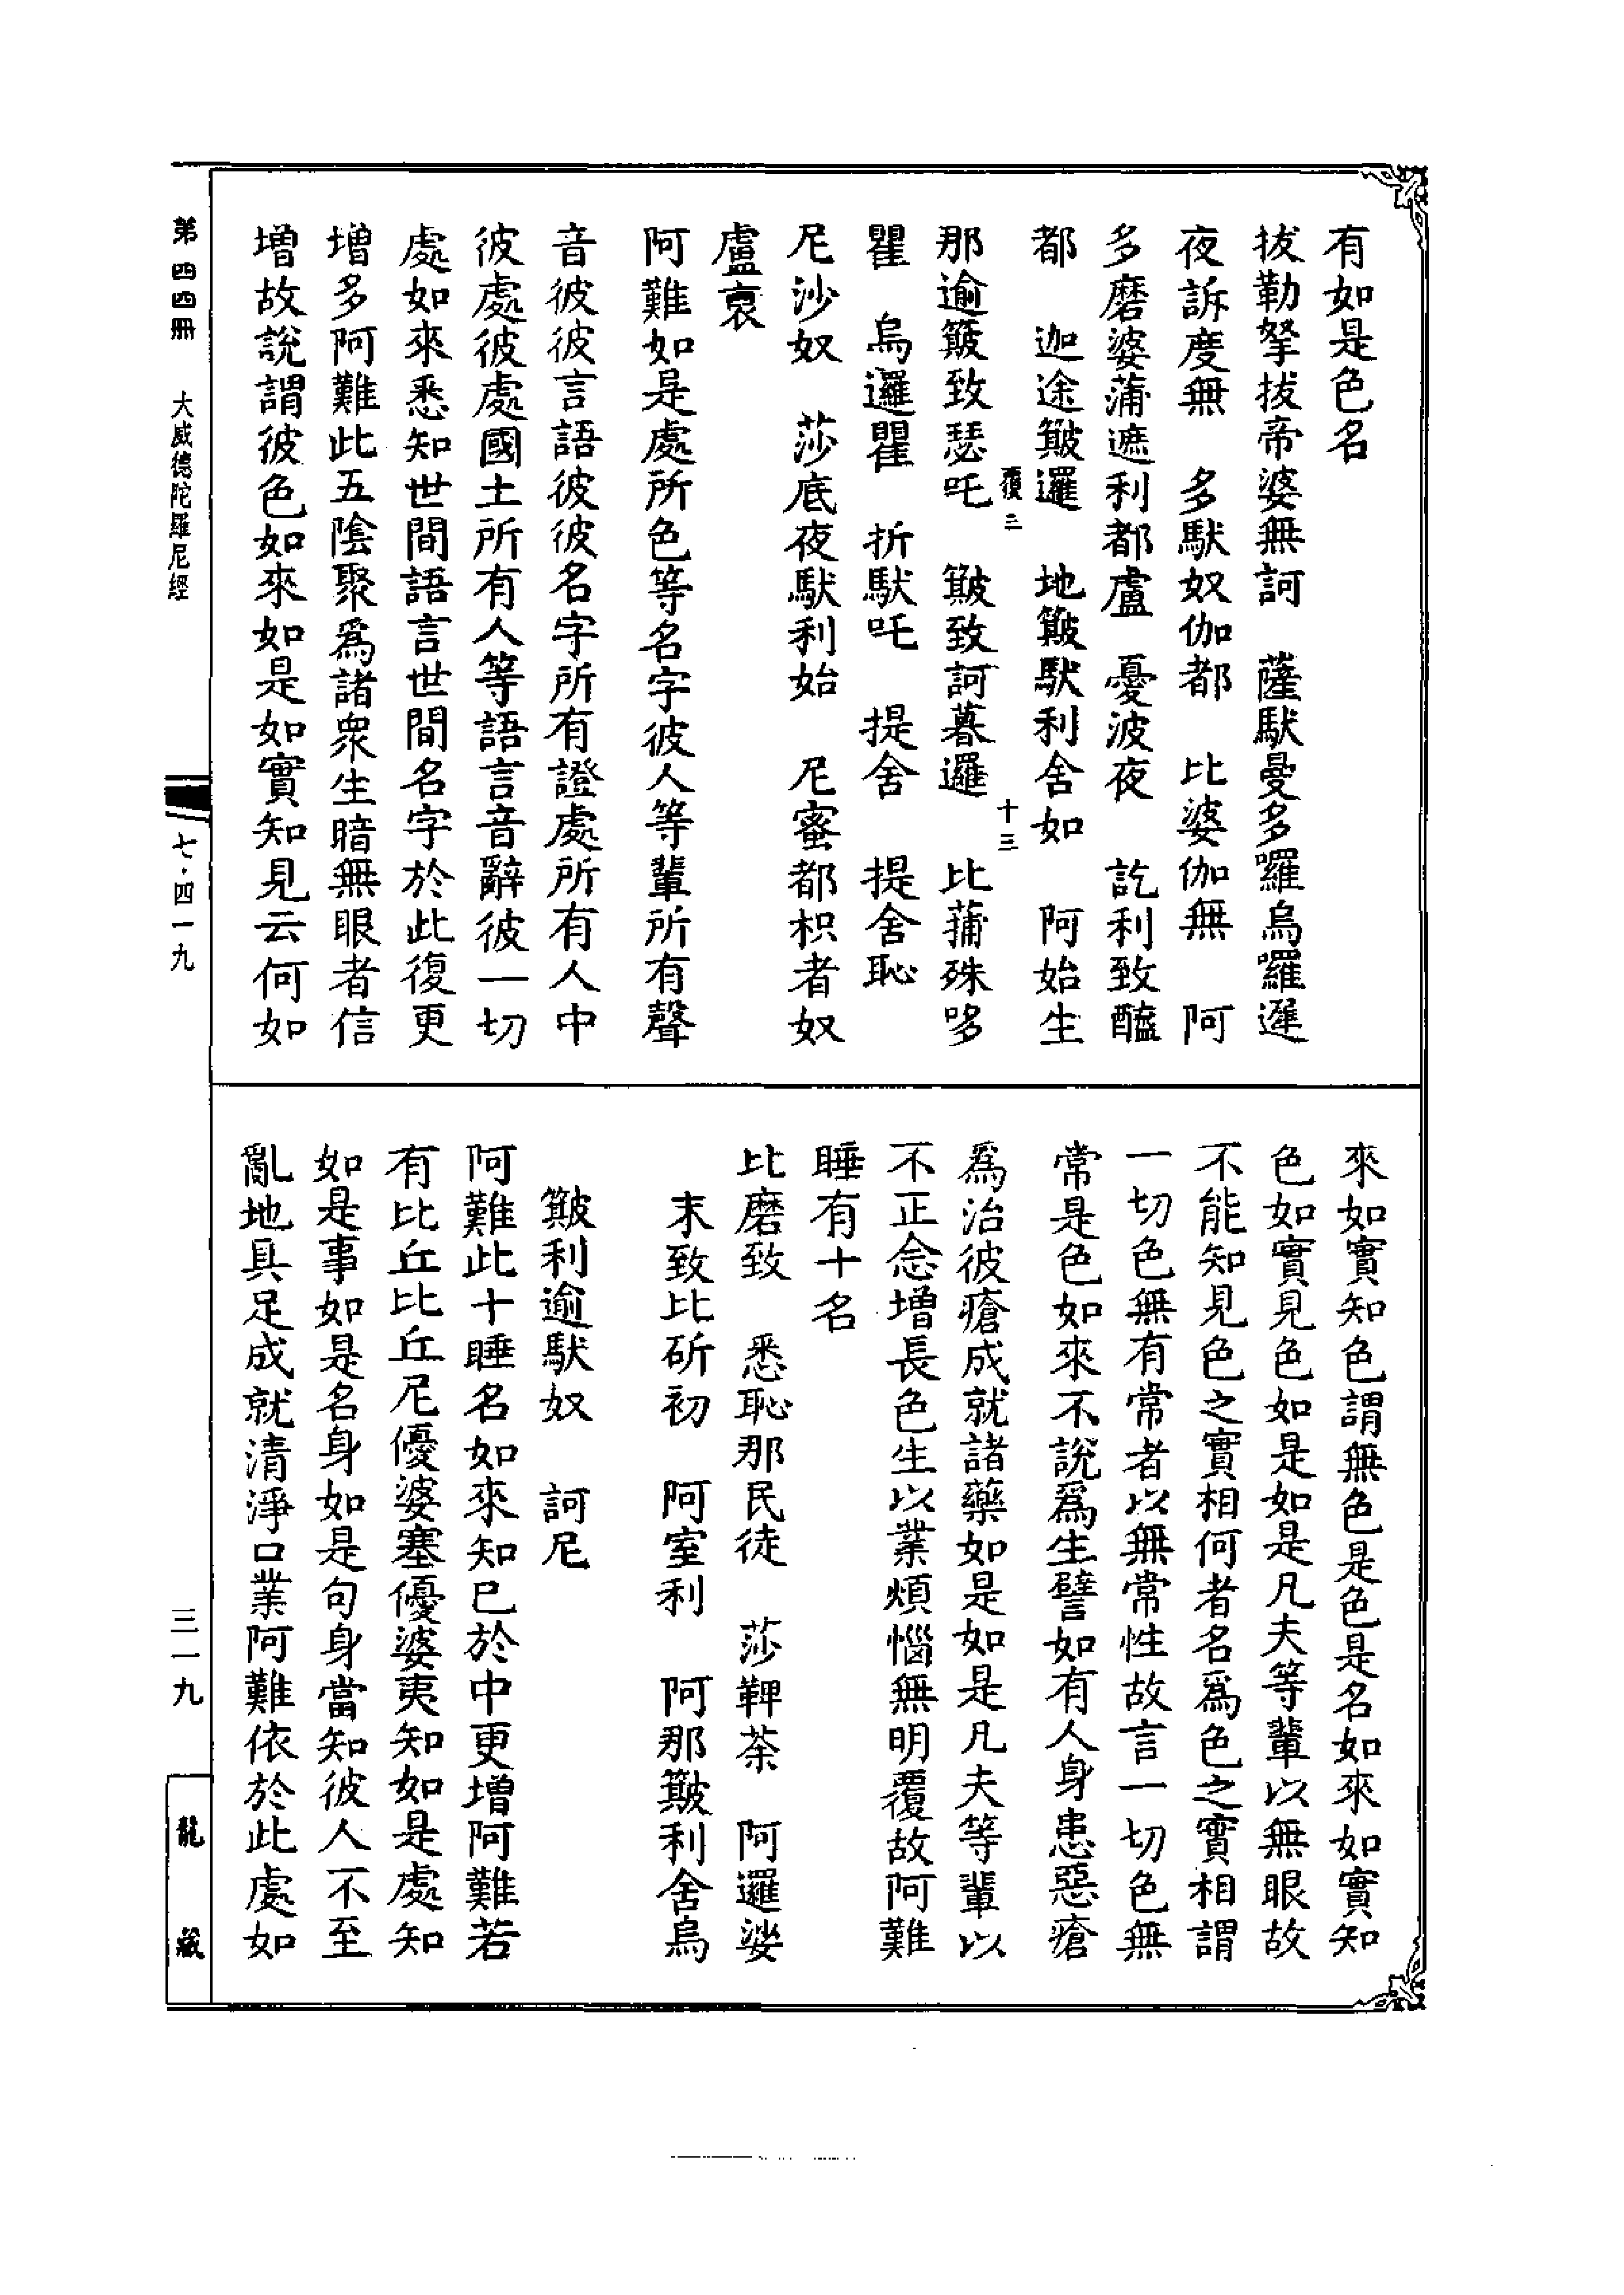 有如是色名
拔勒拏拔帝婆無訶　薩馱曼多囉烏囉邏
夜訴度無　多馱奴伽都　比婆伽無　阿
多磨婆蒲遮利都盧　憂波夜　訖利致醯
都　迦途簸邏　地簸馱利舍如　阿始生
覆三　十三
那逾簸致瑟吒　簸致訶暮邏　比蒱殊哆
瞿　烏邏瞿　折馱吒　提舍　提舍恥
尼沙奴　莎底夜馱利始　尼蜜都枳者奴
盧裒
阿難如是處所色等名字彼人等輩所有聲
音彼彼言語彼彼名字所有證處所有人中
彼處彼處國土所有人等語言音辭彼一切
處如來悉知世間語言世間名字於此復更
增多阿難此五陰聚爲諸衆生暗無眼者信
增故說謂彼色如來如是如實知見云何如
來如實知色謂無色是色是名如來如實知
色如實見色如是如是凡夫等輩以無眼故
不能知見色之實相何者名爲色之實相謂
一切色無有常者以無常性故言一切色無
常是色如來不說爲生譬如有人身患惡瘡
爲治彼瘡成就諸藥如是如是凡夫等輩以
不正念增長色生以業煩惱無明覆故阿難
睡有十名
比磨致　悉恥那民徒　莎鞞荼　阿邏娑
末致比斫初　阿室利　阿那簸利舍烏
簸利逾馱奴　訶尼
阿難此十睡名如來知已於中更增阿難若
有比丘比丘尼優婆塞優婆夷知如是處知
如是事如是名身如是句身當知彼人不至
亂地具足成就清淨口業阿難依於此處如
第四四冊　大威德陀羅尼經　七·四一九　三一九　龍藏